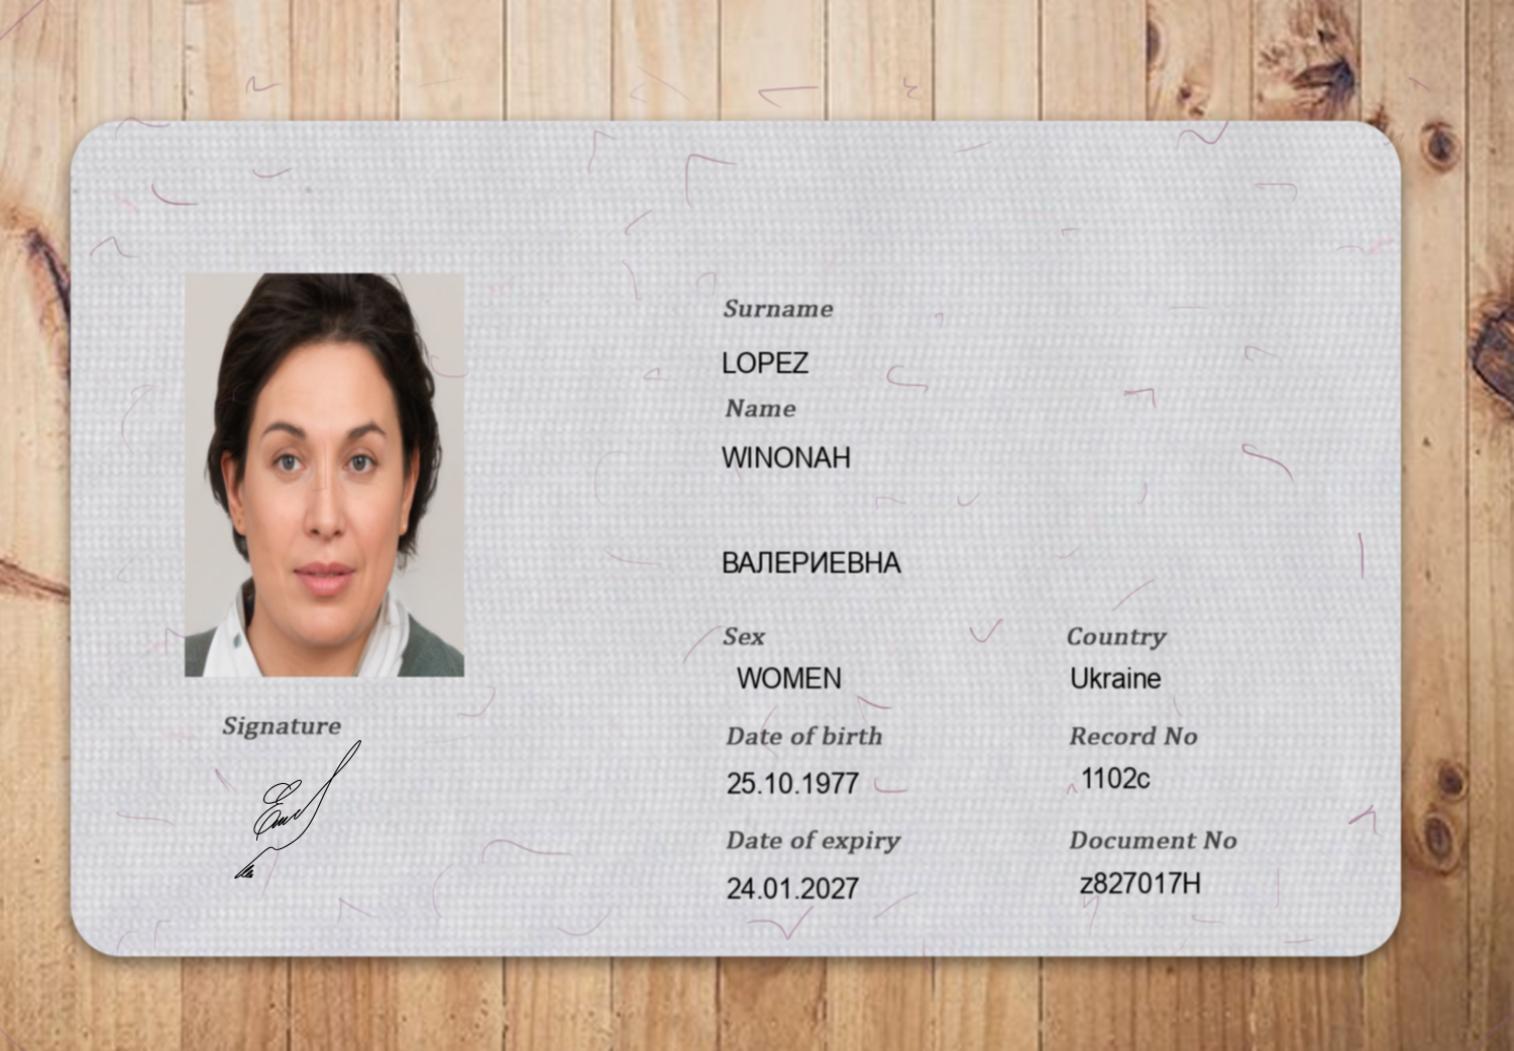 Surname
LOPEZ
Name
WINONAH
ВАЛЕРИЕВНА
Sex Country
WOMEN Ukraine
Signature
Date of birth Record No
25.10.1977 1102c
Date of expiry Document No
24.01.2027 z827017H